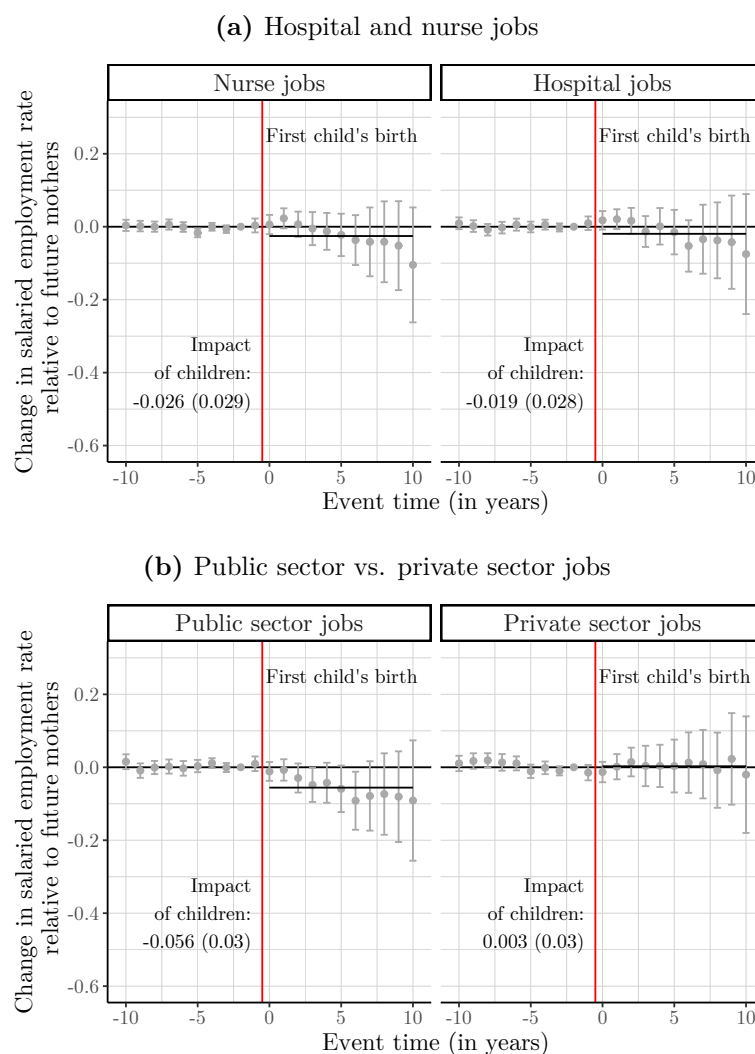 (a) Hospital and nurse jobs
Nurse jobs
Hospital jobs
Change in salaried employment rate
relative to future mothers
0.2
0.0
-0.2
-0.4
-0.6
First child's birth
First child's birth
Impact
of children:
-0.026 (0.029)
Impact
of children:
-0.019 (0.028)
-10 -5 0 5 10
-10 -5 0 5 10
Event time (in years)
(b) Public sector vs. private sector jobs
Public sector jobs
Private sector jobs
Change in salaried employment rate
relative to future mothers
0.2
0.0
-0.2
-0.4
-0.6
First child's birth
First child's birth
Impact
of children:
-0.056 (0.03)
Impact
of children:
0.003 (0.03)
-10 -5 0 5 10
-10 -5 0 5 10
Event time (in years)